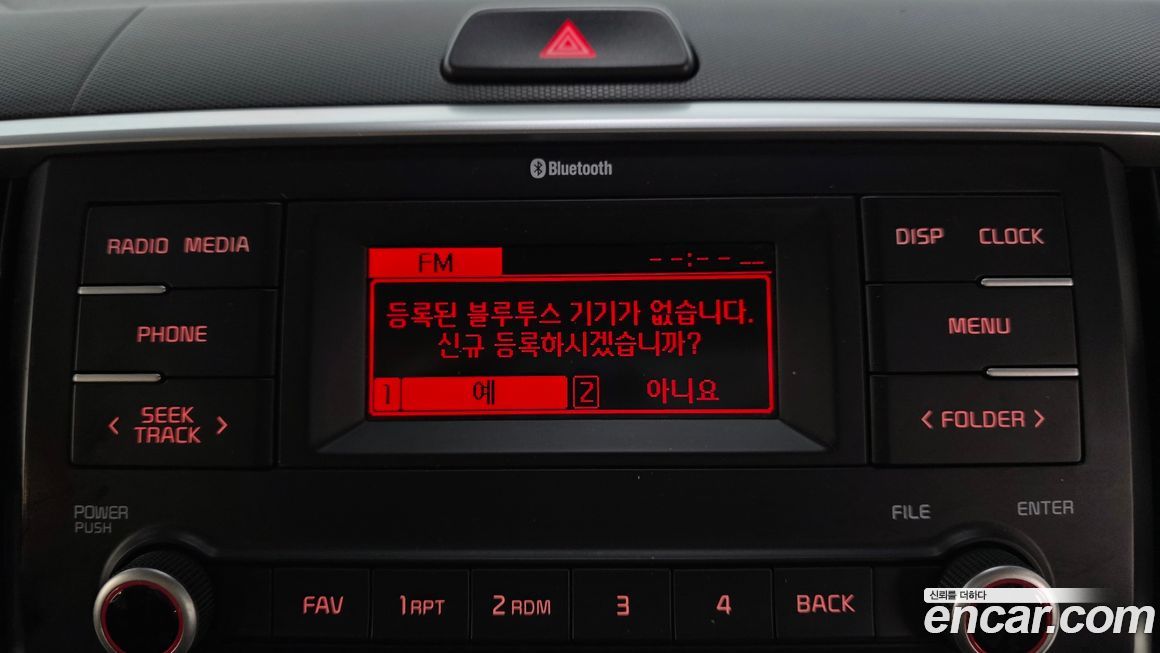 Bluetooth
RADIO MEDIA
DISP CLOCK
FM --:-- --
등록된 블루투스 기기가 없습니다.
신규 등록하시겠습니까?
1 예 2 아니요
PHONE
MENU
< SEEK TRACK >
< FOLDER >
POWER
PUSH
FILE
ENTER
FAV
1 RPT
2 RDM
3
4
BACK
신뢰를 더하다
encar.com